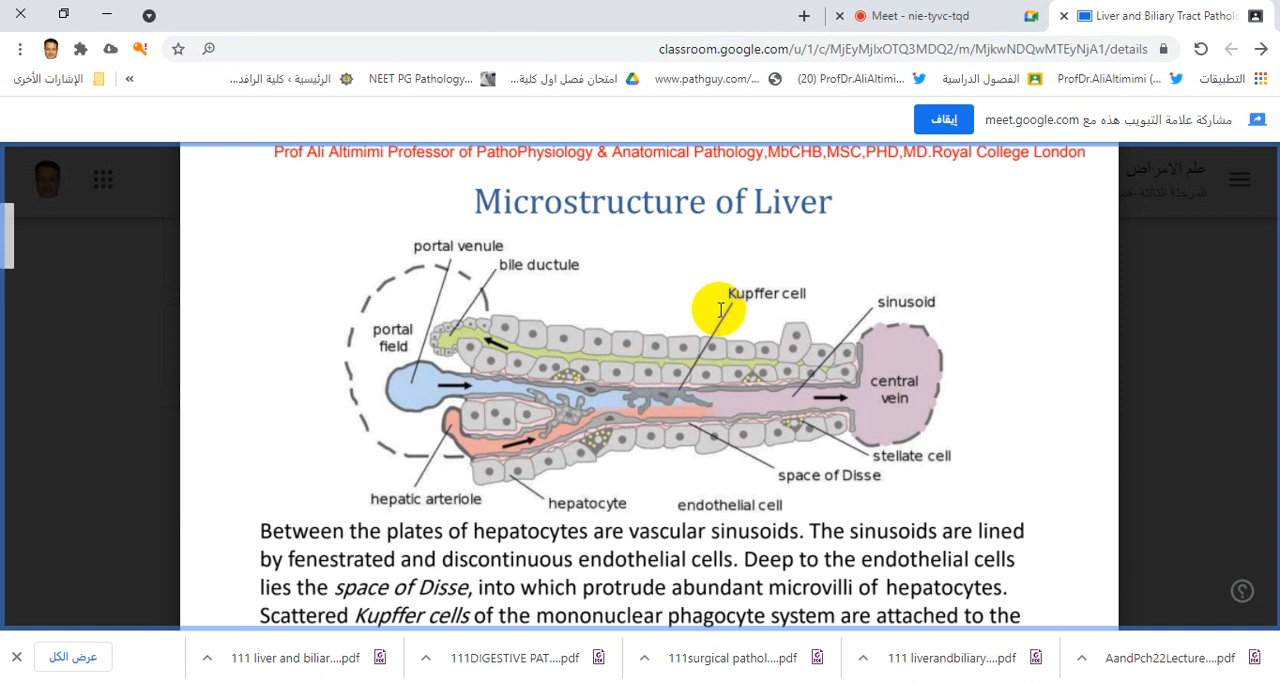 Meet - nie-tyvc-tqd
Liver and Biliary Tract Pathol
classroom.google.com/u/1/c/MjEyMjIxOTQ3MDQ2/m/MjkwNDQwMTEyNjA1/details
التطبيقات
ProfDr.AliAltimimi (...
الفصول الدراسية
(20) ProfDr.AliAltimi...
www.pathguy.com/...
امتحان فصل اول كلية...
NEET PG Pathology...
الرئيسية › كلية الرافد...
»
الإشارات الأخرى
مشاركة علامة التبويب هذه مع meet.google.com
إيقاف
علم الامراض
المرحلة الثالثة -قس
Prof Ali Altimimi Professor of PathoPhysiology & Anatomical Pathology,MbCHB,MSC,PHD,MD.Royal College London
Microstructure of Liver
portal venule
bile ductule
Kupffer cell
sinusoid
portal
field
central
vein
stellate cell
space of Disse
hepatic arteriole
hepatocyte
endothelial cell
Between the plates of hepatocytes are vascular sinusoids. The sinusoids are lined
by fenestrated and discontinuous endothelial cells. Deep to the endothelial cells
lies the space of Disse, into which protrude abundant microvilli of hepatocytes.
Scattered Kupffer cells of the mononuclear phagocyte system are attached to the
عرض الكل
111 liver and biliar....pdf
111DIGESTIVE PAT....pdf
111surgical pathol....pdf
111 liverandbiliary....pdf
AandPch22Lecture....pdf